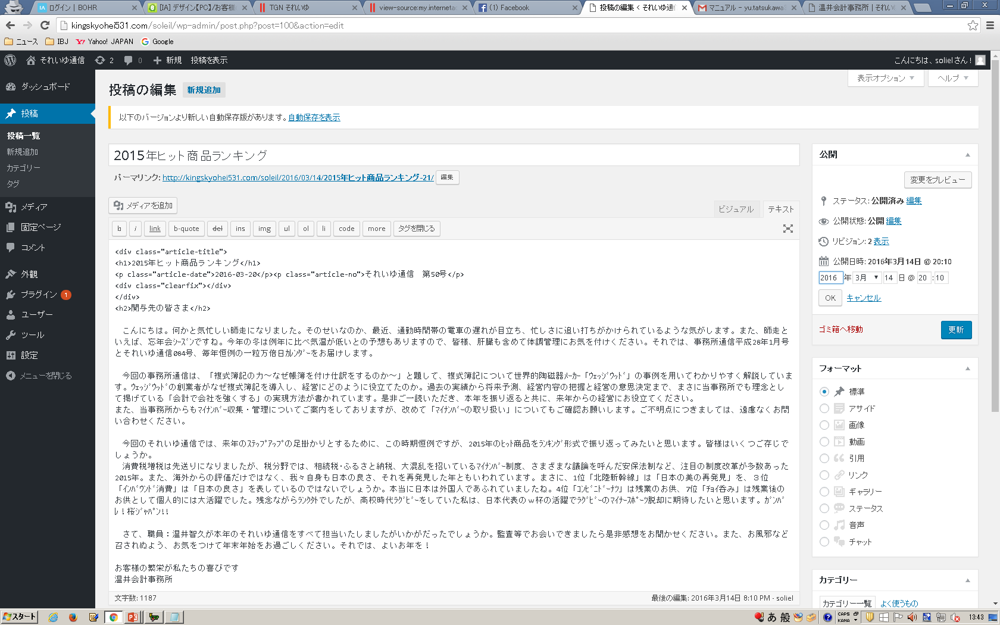 ログイン | BOHR
[IA] デザイン【PC】/お客様
TGN それいゆ
view-source:my.interneta
(1) Facebook
投稿の編集 ‹ それいゆ通信
マニュアル - yu.tatsukawa
温井会計事務所 | それい
kingskyohei531.com/soleil/wp-admin/post.php?post=100&action=edit
ニュース
IBJ
Yahoo! JAPAN
Google
それいゆ通信
2
0
新規
投稿を表示
こんにちは、solielさん!
ダッシュボード
投稿
投稿一覧
新規追加
カテゴリー
タグ
メディア
固定ページ
コメント
外観
プラグイン 1
ユーザー
ツール
設定
メニューを閉じる
表示オプション
ヘルプ
投稿の編集 新規追加
以下のバージョンより新しい自動保存版があります。自動保存を表示
2015年ヒット商品ランキング
パーマリンク: http://kingskyohei531.com/soleil/2016/03/14/2015年ヒット商品ランキング-21/ 編集
メディアを追加
ビジュアル
テキスト
b i link b-quote del ins img ul ol li code more タグを閉じる
<div class="article-title">
<h1>2015年ヒット商品ランキング</h1>
<p class="article-date">2016-03-20</p><p class="article-no">それいゆ通信　第50号</p>
<div class="clearfix"></div>
</div>
<h2>関与先の皆さま</h2>
こんにちは。何かと気忙しい師走になりました。そのせいなのか、最近、通勤時間帯の電車の遅れが目立ち、忙しさに追い打ちがかけられているような気がします。また、師走と
いえば、忘年会ｼｰｽﾞﾝですね。今年の冬は例年に比べ気温が低いとの予想もありますので、皆様、肝臓も含めて体調管理にお気を付けください。それでは、事務所通信平成28年1月号
とそれいゆ通信084号、毎年恒例の一粒万倍日ｶﾚﾝﾀﾞｰをお届けします。
今回の事務所通信は、「複式簿記の力～なぜ帳簿を付け仕訳をするのか～」と題して、複式簿記について世界的陶磁器ﾒｰｶｰ「ｳｪｯｼﾞｳｯﾄﾞ」の事例を用いてわかりやすく解説していま
す。ｳｪｯｼﾞｳｯﾄﾞの創業者がなぜ複式簿記を導入し、経営にどのように役立てたのか。過去の実績から将来予測、経営内容の把握と経営の意思決定まで、まさに当事務所でも理念とし
て掲げている「会計で会社を強くする」の実現方法が書かれています。是非ご一読いただき、本年を振り返ると共に、来年からの経営にお役立てください。
また、当事務所からもﾏｲﾅﾝﾊﾞｰ収集・管理についてご案内をしておりますが、改めて「ﾏｲﾅﾝﾊﾞｰの取り扱い」についてもご確認お願いします。ご不明点につきましては、遠慮なくお問
い合わせください。
今回のそれいゆ通信では、来年のｽﾃｯﾌﾟｱｯﾌﾟの足掛かりとするために、この時期恒例ですが、2015年のﾋｯﾄ商品をﾗﾝｷﾝｸﾞ形式で振り返ってみたいと思います。皆様はいくつご存じで
しょうか。
消費税増税は先送りになりましたが、税分野では、相続税･ふるさと納税、大混乱を招いているﾏｲﾅﾝﾊﾞｰ制度、さまざまな議論を呼んだ安保法制など、注目の制度改革が多数あった
2015年。また、海外からの評価だけではなく、我々自身も日本の良さ、それを再発見した年ともいわれています。まさに、1位「北陸新幹線」は「日本の美の再発見」を、３位
「ｲﾝﾊﾞｳﾝﾄﾞ消費」は「日本の良さ」を表しているのではないでしょうか。本当に日本は外国人であふれていましたね。4位「ｺﾝﾋﾞﾆﾄﾞｰﾅﾂ」は残業のお供、7位「ﾁｮｲ呑み」は残業後の
お供として個人的には大活躍でした。残念ながらﾗﾝｸ外でしたが、高校時代ﾗｸﾞﾋﾞｰをしていた私は、日本代表のｗ杯の活躍でﾗｸﾞﾋﾞｰのﾏｲﾅｰｽﾎﾟｰﾂ脱却に期待したいと思います。ｶﾞﾝﾊﾞ
ﾚ！桜ｼﾞｬﾊﾟﾝ!!
さて、職員：温井智久が本年のそれいゆ通信をすべて担当いたしましたがいかがだったでしょうか。監査等でお会いできましたら是非感想をお聞かせください。また、お風邪など
召されぬよう、お気をつけて年末年始をお過ごしください。それでは、よいお年を！
お客様の繁栄が私たちの喜びです
温井会計事務所
文字数: 1187
最後の編集: 2016年3月14日 8:10 PM - soliel
公開
変更をプレビュー
ステータス: 公開済み 編集
公開状態: 公開 編集
リビジョン: 2 表示
公開日時: 2016年3月14日 @ 20:10
2016 年 3月 14 日 @ 20 : 10
OK キャンセル
ゴミ箱へ移動
更新
フォーマット
標準
アサイド
画像
動画
引用
リンク
ギャラリー
ステータス
音声
チャット
カテゴリー
カテゴリー一覧 よく使うもの
スタート
あ 般
CAPS
KANA
13:43